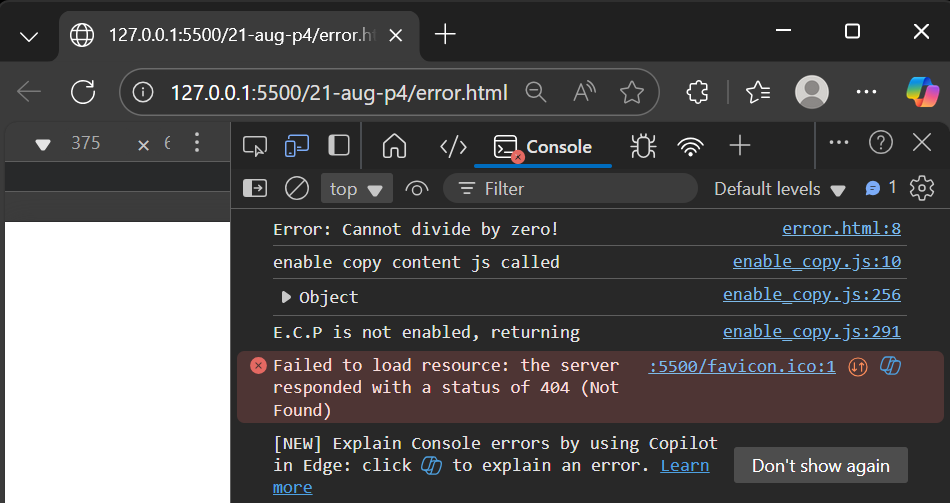 127.0.0.1:5500/21-aug-p4/error.ht
127.0.0.1:5500/21-aug-p4/error.html
375 × 6
Console
top Filter Default levels 1
Error: Cannot divide by zero! error.html:8
enable copy content js called enable_copy.js:10
Object enable_copy.js:256
E.C.P is not enabled, returning enable_copy.js:291
Failed to load resource: the server :5500/favicon.ico:1
responded with a status of 404 (Not
Found)
[NEW] Explain Console errors by using Copilot
in Edge: click to explain an error. Learn
more
Don't show again